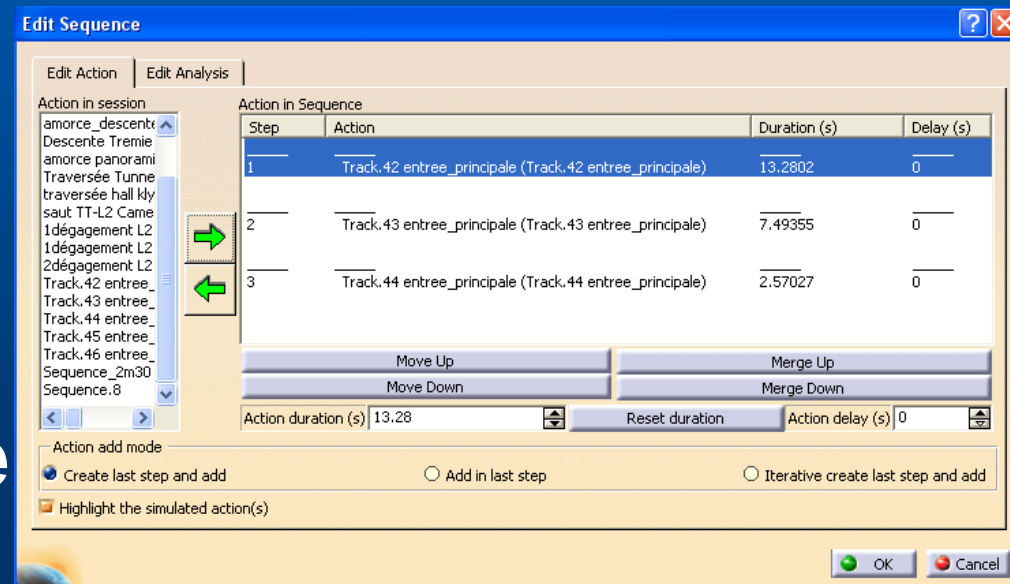 Edit Sequence
Edit Action Edit Analysis
Action in session
amorce_descente
Descente Tremie
amorce panorami
Traversée Tunne
traversée hall kly
saut TT-L2 Came
1dégagement L2
1dégagement L2
2dégagement L2
Track.42 entree_
Track.43 entree_
Track.44 entree_
Track.45 entree_
Track.46 entree_
Sequence_2m30
Sequence.8
Action in Sequence
Step Action Duration (s) Delay (s)
1 Track.42 entree_principale (Track.42 entree_principale) 13.2802 0
2 Track.43 entree_principale (Track.43 entree_principale) 7.49355 0
3 Track.44 entree_principale (Track.44 entree_principale) 2.57027 0
Move Up Merge Up
Move Down Merge Down
Action duration (s) 13.28 Reset duration Action delay (s) 0
Action add mode
Create last step and add Add in last step Iterative create last step and add
e
Highlight the simulated action(s)
OK Cancel